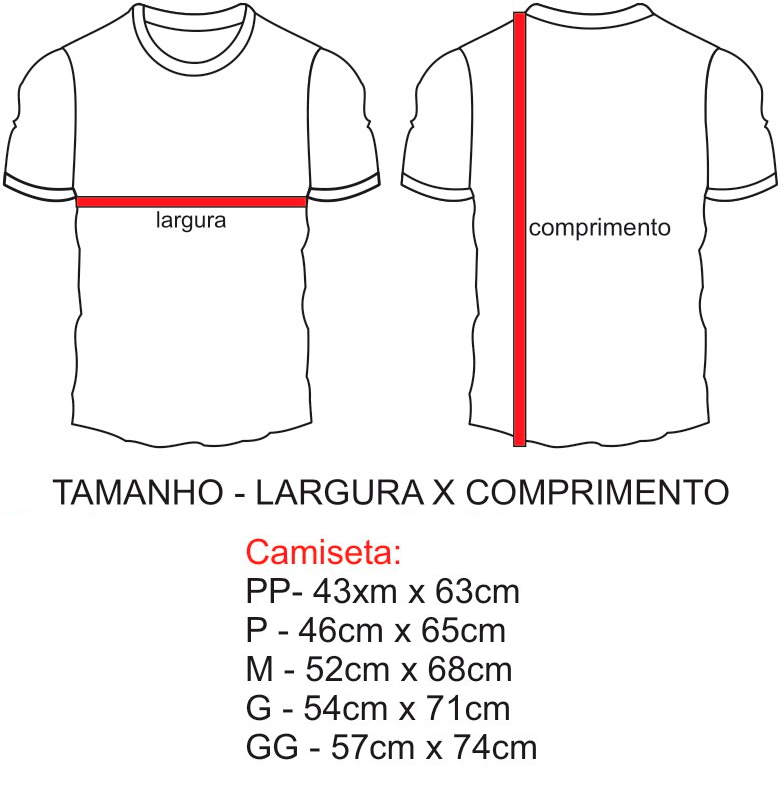 largura
comprimento
TAMANHO - LARGURA X COMPRIMENTO
Camiseta:
PP- 43xm x 63cm
P - 46cm x 65cm
M - 52cm x 68cm
G - 54cm x 71cm
GG - 57cm x 74cm